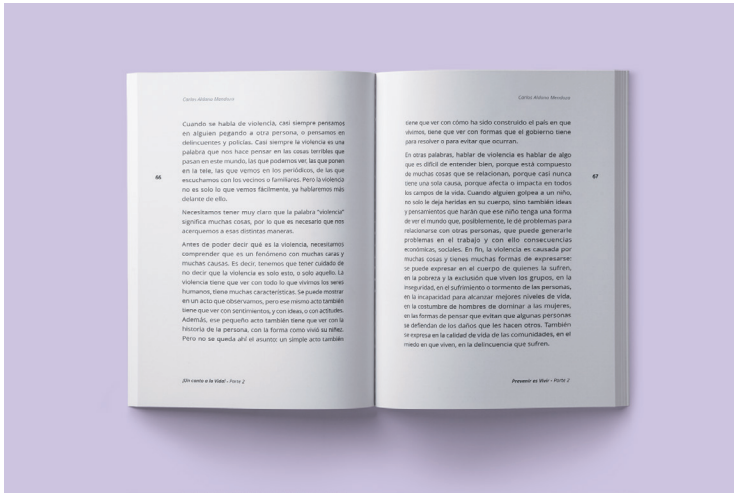 Carlos Aldana Mendoza
Cuando se habla de violencia, casi siempre pensamos
en alguien pegando a otra persona, o pensamos en
delincuentes y policías. Casi siempre la violencia es una
palabra que nos hace pensar en las cosas terribles que
pasan en este mundo, las que podemos ver, las que ponen
en la tele, las que vemos en los periódicos, de las que
escuchamos con los vecinos o familiares. Pero la violencia
no es solo lo que vemos fácilmente, ya hablaremos más
delante de ello.
66
Necesitamos tener muy claro que la palabra "violencia"
significa muchas cosas, por lo que es necesario que nos
acerquemos a esas distintas maneras.
Antes de poder decir qué es la violencia, necesitamos
comprender que es un fenómeno con muchas caras y
muchas causas. Es decir, tenemos que tener cuidado de
no decir que la violencia es solo esto, o solo aquello. La
violencia tiene que ver con todo lo que vivimos los seres
humanos, tiene muchas características. Se puede mostrar
en un acto que observamos, pero ese mismo acto también
tiene que ver con sentimientos, y con ideas, o con actitudes.
Además, ese pequeño acto también tiene que ver con la
historia de la persona, con la forma como vivió su niñez.
Pero no se queda ahí el asunto: un simple acto también
¡Un canto a la Vida! - Parte 2
Carlos Aldana Mendoza
tiene que ver con cómo ha sido construido el país en que
vivimos, tiene que ver con formas que el gobierno tiene
para resolver o para evitar que ocurran.
En otras palabras, hablar de violencia es hablar de algo
que es difícil de entender bien, porque está compuesto
de muchas cosas que se relacionan, porque casi nunca
tiene una sola causa, porque afecta o impacta en todos
los campos de la vida. Cuando alguien golpea a un niño,
no solo le deja heridas en su cuerpo, sino también ideas
y pensamientos que harán que ese niño tenga una forma
de ver el mundo que, posiblemente, le dé problemas para
relacionarse con otras personas, que puede generarle
problemas en el trabajo y con ello consecuencias
económicas, sociales. En fin, la violencia es causada por
muchas cosas y tienes muchas formas de expresarse:
se puede expresar en el cuerpo de quienes la sufren,
en la pobreza y la exclusión que viven los grupos, en la
inseguridad, en el sufrimiento o tormento de las personas,
en la incapacidad para alcanzar mejores niveles de vida,
en la costumbre de hombres de dominar a las mujeres,
en las formas de pensar que evitan que algunas personas
se defiendan de los daños que les hacen otros. También
se expresa en la calidad de vida de las comunidades, en el
miedo en que viven, en la delincuencia que sufren.
67
Prevenir es Vivir - Parte 2